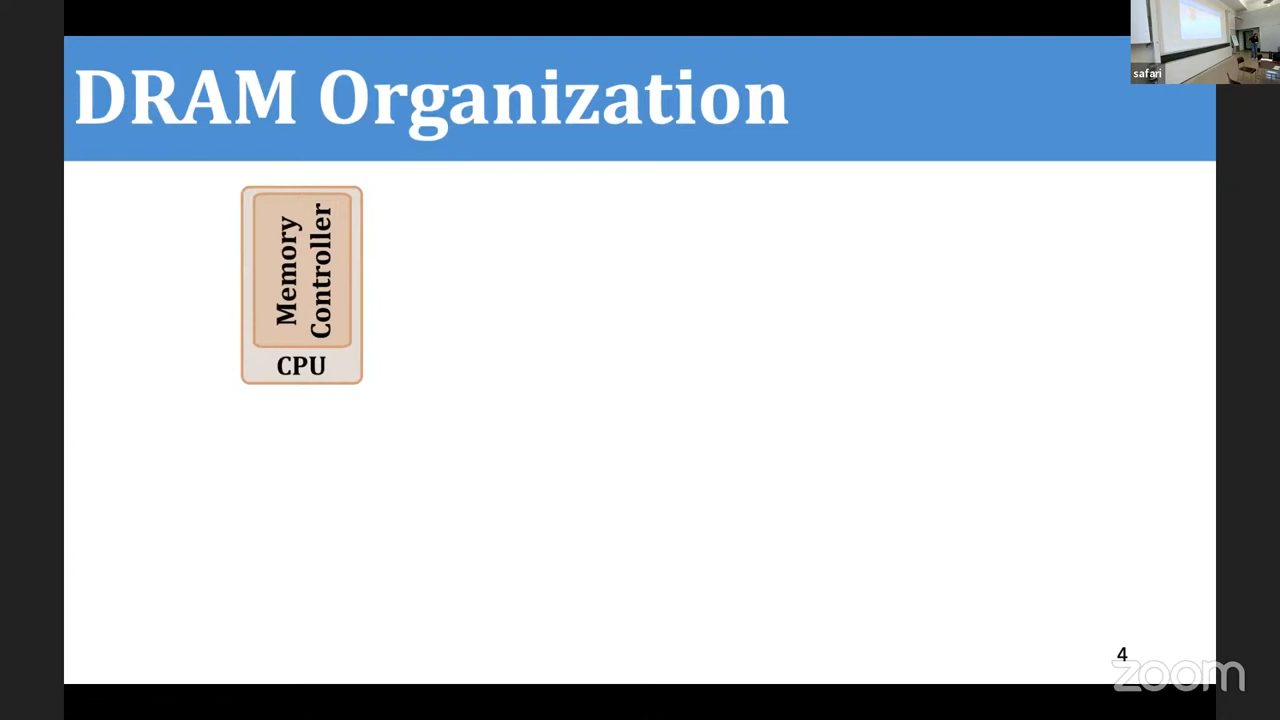 DRAM Organization
safari
Memory
Controller
CPU
4
zoom